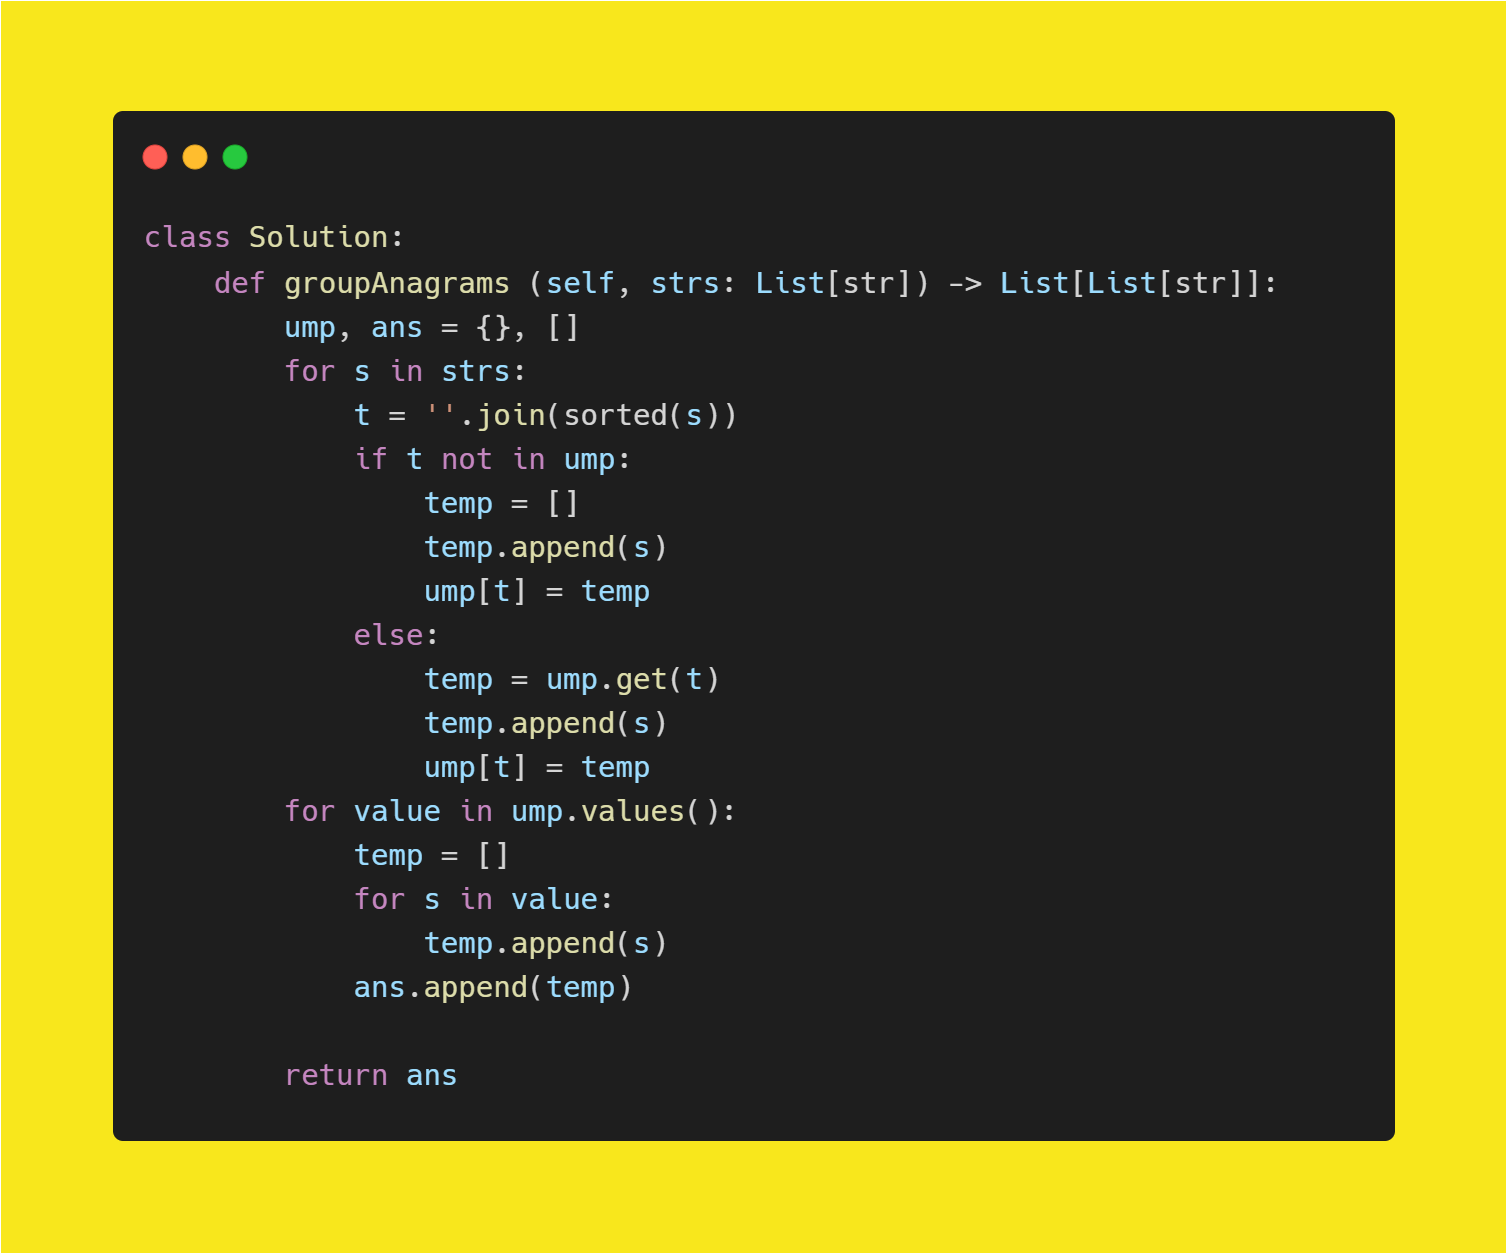 class Solution:
    def groupAnagrams (self, strs: List[str]) -> List[List[str]]:
        ump, ans = {}, []
        for s in strs:
            t = ''.join(sorted(s))
            if t not in ump:
                temp = []
                temp.append(s)
                ump[t] = temp
            else:
                temp = ump.get(t)
                temp.append(s)
                ump[t] = temp
        for value in ump.values():
            temp = []
            for s in value:
                temp.append(s)
            ans.append(temp)

        return ans